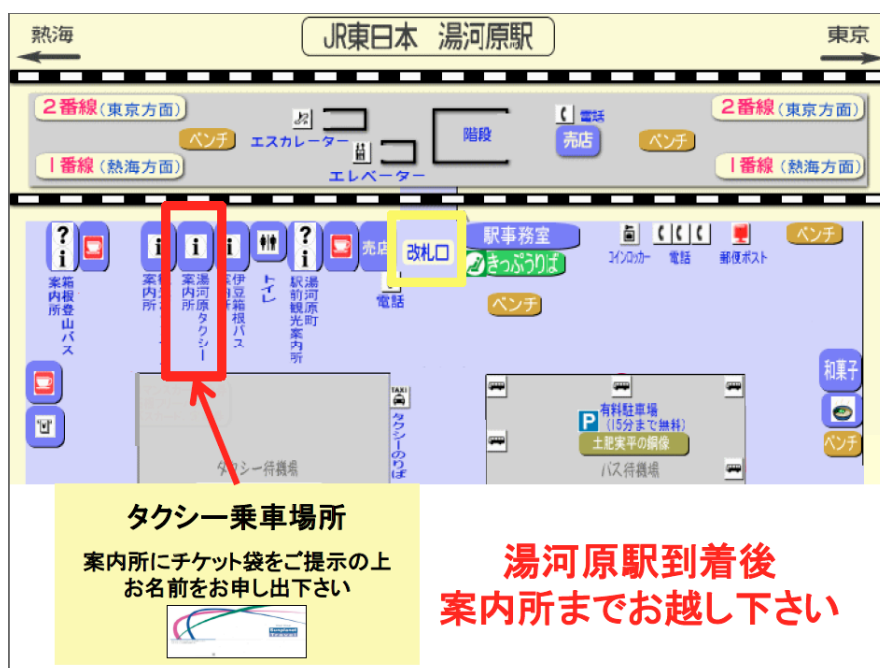 熱海
JR東日本　湯河原駅
東京
2番線(東京方面)
1番線(熱海方面)
ベンチ
エスカレーター
エレベーター
階段
電話
売店
ベンチ
2番線(東京方面)
1番線(熱海方面)
箱根登山バス案内所
案内所
湯河原タクシー案内所
伊豆箱根バス案内所
トイレ
湯河原町駅前観光案内所
売店
電話
改札口
駅事務室
きっぷうりば
ベンチ
コインロッカー
電話
郵便ポスト
ベンチ
TAXI
タクシーのりば
タクシー待機場
P 有料駐車場
(15分まで無料)
土肥実平の銅像
バス待機場
和菓子
ベンチ
タクシー乗車場所
案内所にチケット袋をご提示の上
お名前をお申し出下さい
湯河原駅到着後
案内所までお越し下さい